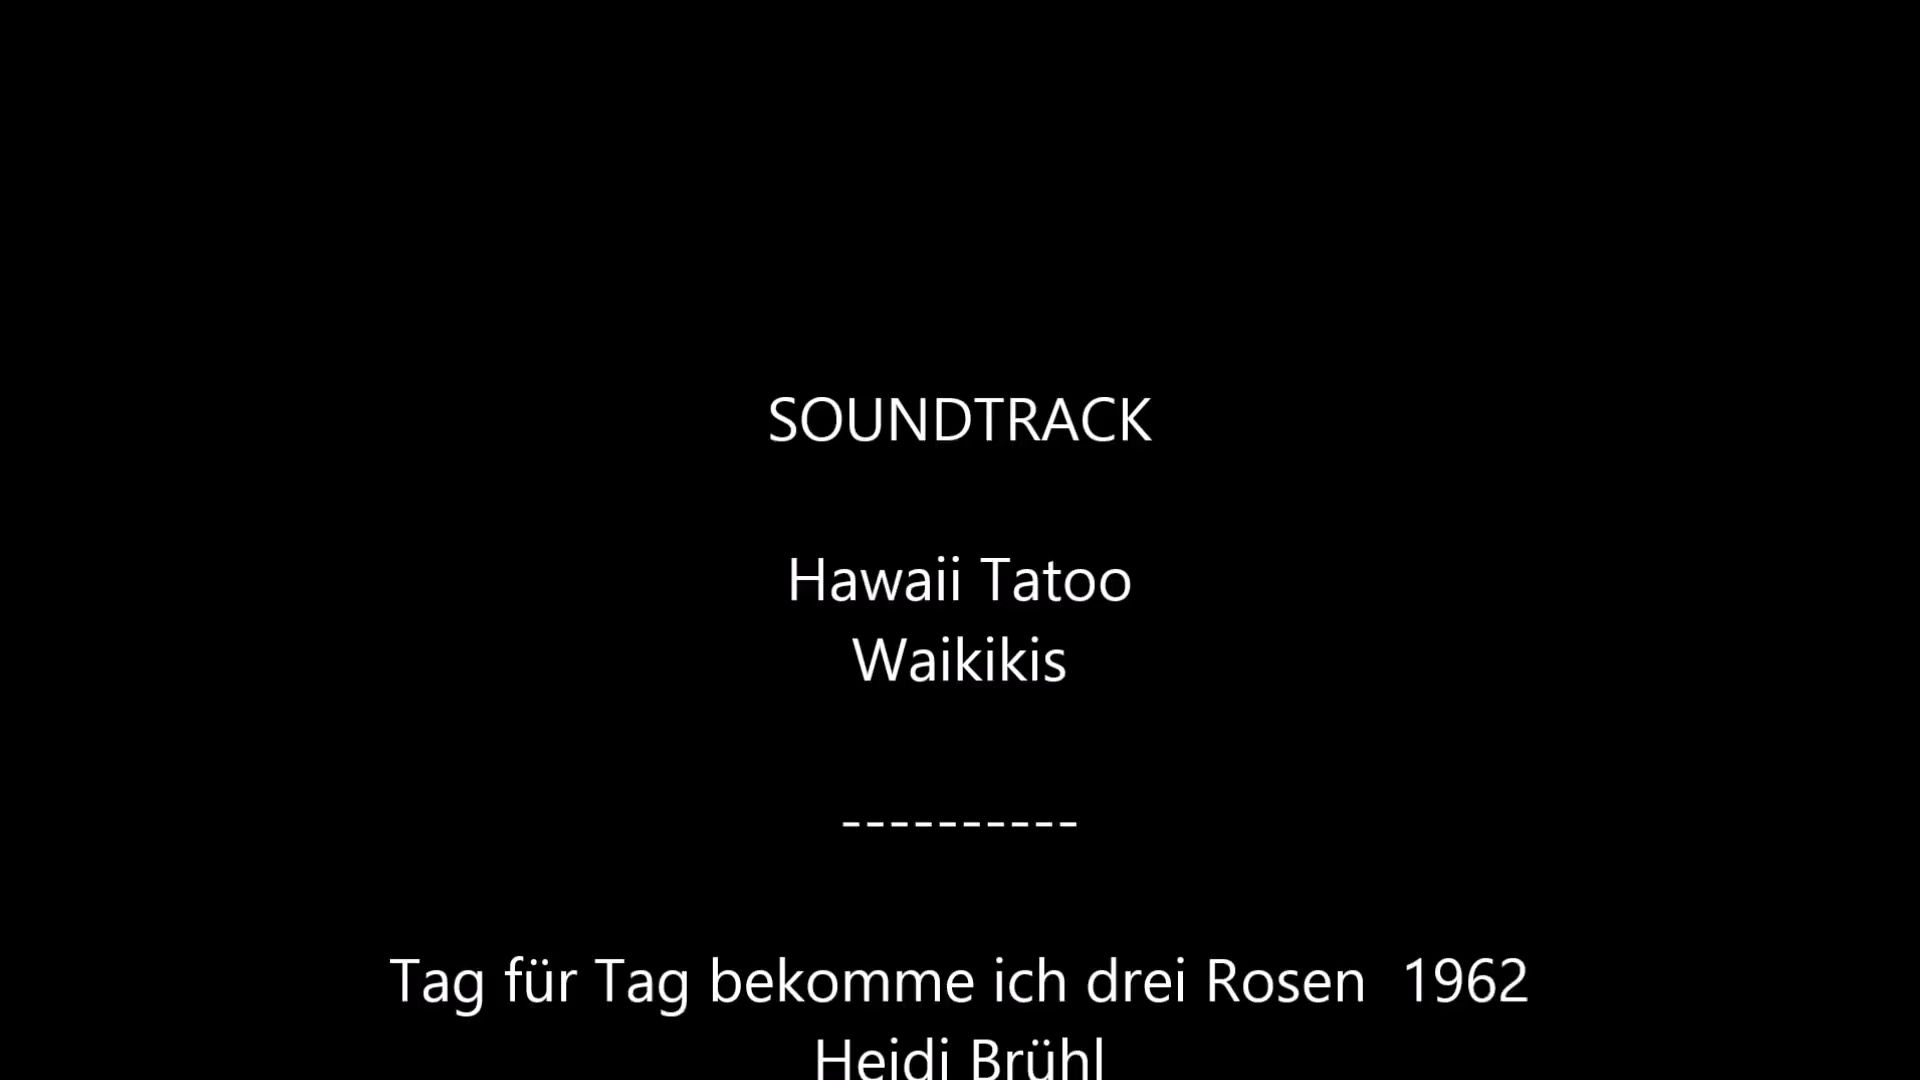 SOUNDTRACK
Hawaii Tatoo
Waikikis
----------
Tag für Tag bekomme ich drei Rosen  1962
Heidi Brühl